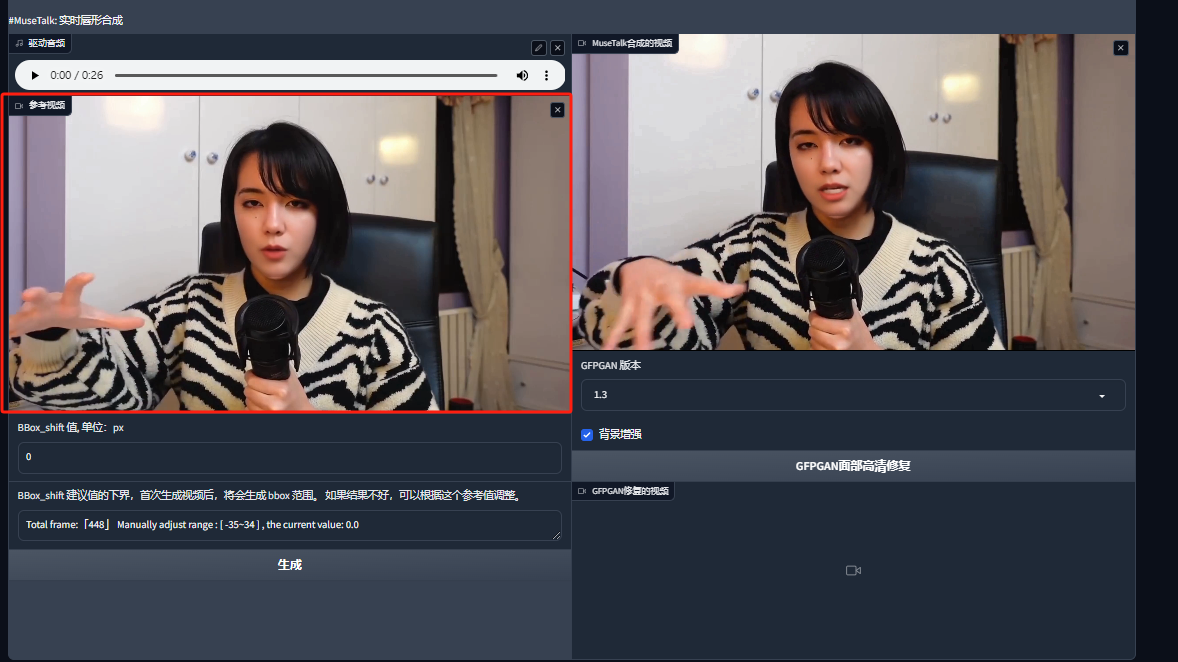 #MuseTalk: 实时唇形合成
驱动音频
0:00 / 0:26
参考视频
BBox_shift 值, 单位：px
0
BBox_shift 建议值的下界，首次生成视频后，将会生成 bbox 范围。 如果结果不好，可以根据这个参考值调整。
Total frame:「448」 Manually adjust range : [ -35~34 ] , the current value: 0.0
生成
MuseTalk合成的视频
GFPGAN 版本
1.3
背景增强
GFPGAN面部高清修复
GFPGAN修复的视频